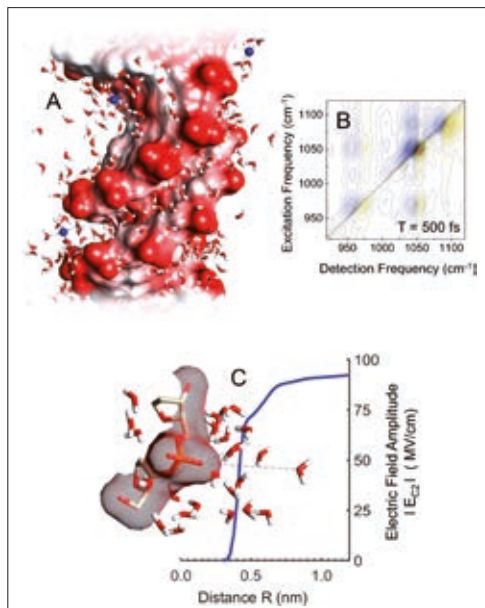 A
B
Excitation Frequency (cm⁻¹)
1100
1050
1000
950
T = 500 fs
950 1000 1050 1100
Detection Frequency (cm⁻¹)
C
100
75
50
25
0
Electric Field Amplitude
| E_C2 | ( MV/cm)
0.0 0.5 1.0
Distance R (nm)